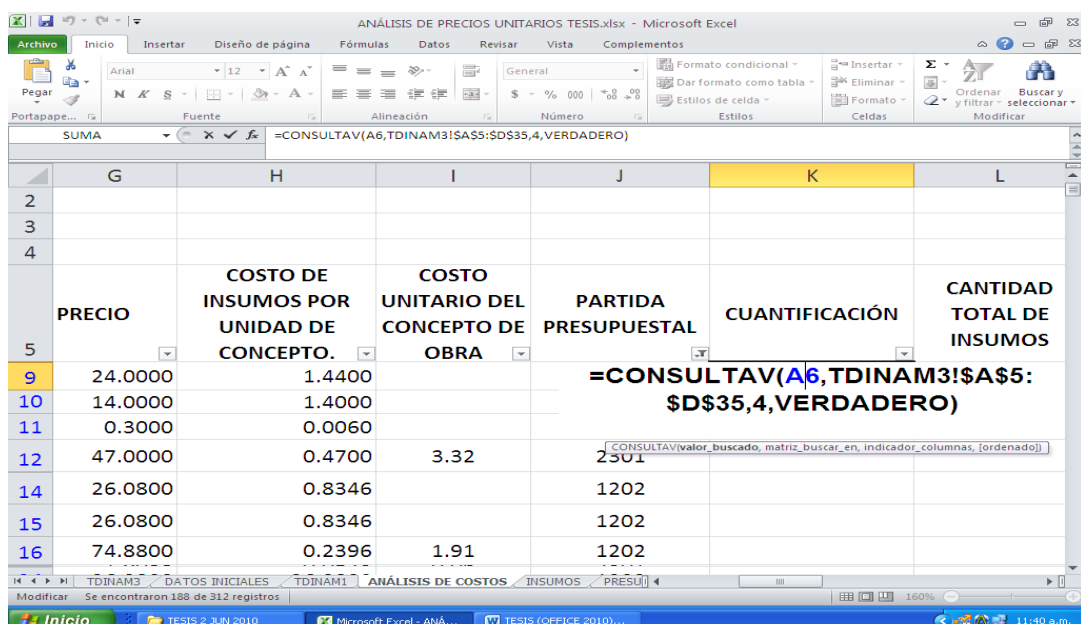 ANÁLISIS DE PRECIOS UNITARIOS TESIS.xlsx - Microsoft Excel
Archivo Inicio Insertar Diseño de página Fórmulas Datos Revisar Vista Complementos
Pegar
Arial 12
General
Formato condicional
Dar formato como tabla
Estilos de celda
Insertar
Eliminar
Formato
Ordenar y filtrar
Buscar y seleccionar
N K S
$ % 000
Portapape... Fuente Alineación Número Estilos Celdas Modificar
SUMA =CONSULTAV(A6,TDINAM3!$A$5:$D$35,4,VERDADERO)
G H I J K L
2
3
4
5 PRECIO
COSTO DE
INSUMOS POR
UNIDAD DE
CONCEPTO.
COSTO
UNITARIO DEL
CONCEPTO DE
OBRA
PARTIDA
PRESUPUESTAL
CUANTIFICACIÓN
CANTIDAD
TOTAL DE
INSUMOS
9 24.0000 1.4400 =CONSULTAV(A6,TDINAM3!$A$5:
10 14.0000 1.4000 $D$35,4,VERDADERO)
11 0.3000 0.0060
CONSULTAV(valor_buscado, matriz_buscar_en, indicador_columnas, [ordenado])
12 47.0000 0.4700 3.32 2301
14 26.0800 0.8346 1202
15 26.0800 0.8346 1202
16 74.8800 0.2396 1.91 1202
TDINAM3 DATOS INICIALES TDINAM1 ANÁLISIS DE COSTOS INSUMOS PRESU
Modificar Se encontraron 188 de 312 registros 160%
Inicio TESIS 2 JUN 2010 Microsoft Excel - ANÁ... TESIS (OFFICE 2010)... 11:40 a.m.